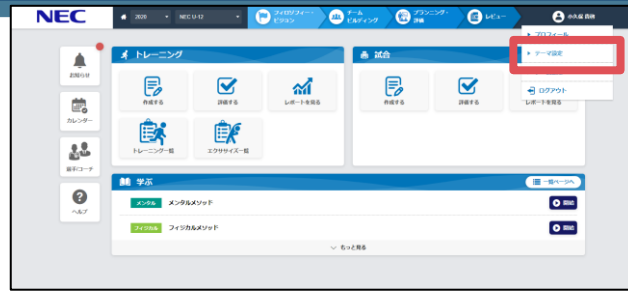 NEC
2020
NEC U-12
フィロソフィー・
ビジョン
チーム
ビルディング
プランニング・
評価
レビュー
プロフィール
テーマ設定
ログアウト
お知らせ
カレンダー
選手/コーチ
ヘルプ
トレーニング
作成する
評価する
レポートを見る
トレーニング一覧
エクササイズ一覧
試合
作成する
評価する
レポートを見る
学ぶ
一覧ページへ
メンタル メンタルメソッド
開始
フィジカル フィジカルメソッド
開始
もっと見る